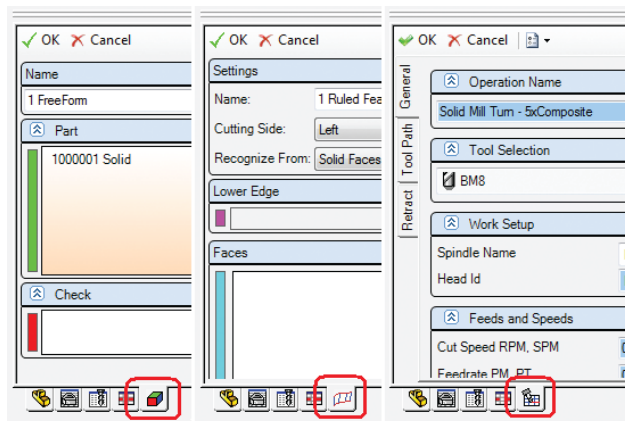 OK Cancel
Name
1 FreeForm
Part
1000001 Solid
Check
OK Cancel
Settings
Name: 1 Ruled Fea
Cutting Side: Left
Recognize From: Solid Faces
Lower Edge
Faces
OK Cancel
General
Tool Path
Retract
Operation Name
Solid Mill Turn - 5xComposite
Tool Selection
BM8
Work Setup
Spindle Name
Head Id
Feeds and Speeds
Cut Speed RPM, SPM
Feedrate PM, PT